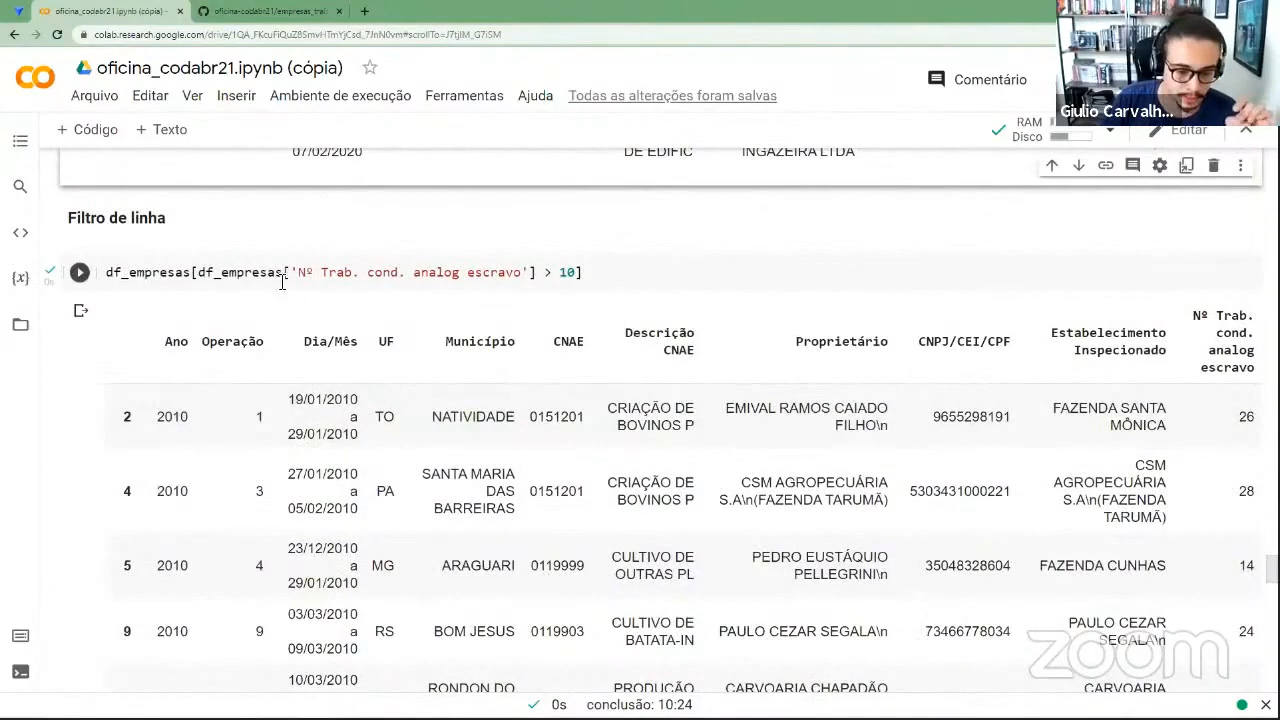 oficina_codabr21.ipynb (cópia) -
oficina-codabr21/empresas_tral
colab.research.google.com/drive/1QA_FKcuFiQuZ8SmvHTmYjCsd_7JnN0vm#scrollTo=J7tjIM_G7iSM
oficina_codabr21.ipynb (cópia)
Comentário
Arquivo Editar Ver Inserir Ambiente de execução Ferramentas Ajuda Todas as alterações foram salvas
Giulio Carvalh...
+ Código + Texto
RAM
Disco
Editar
07/02/2020 DE EDIFIC INGAZEIRA LTDA
Filtro de linha
df_empresas[df_empresas['Nº Trab. cond. analog escravo'] > 10]
0s
Ano Operação Dia/Mês UF Município CNAE Descrição CNAE Proprietário CNPJ/CEI/CPF Estabelecimento Inspecionado Nº Trab. cond. analog escravo
2 2010 1 19/01/2010 a 29/01/2010 TO NATIVIDADE 0151201 CRIAÇÃO DE BOVINOS P EMIVAL RAMOS CAIADO FILHO\n 9655298191 FAZENDA SANTA MÔNICA 26
4 2010 3 27/01/2010 a 05/02/2010 PA SANTA MARIA DAS BARREIRAS 0151201 CRIAÇÃO DE BOVINOS P CSM AGROPECUÁRIA S.A\n(FAZENDA TARUMÃ) 5303431000221 CSM AGROPECUÁRIA S.A\n(FAZENDA TARUMÃ) 28
5 2010 4 23/12/2010 a 29/01/2010 MG ARAGUARI 0119999 CULTIVO DE OUTRAS PL PEDRO EUSTÁQUIO PELLEGRINI\n 35048328604 FAZENDA CUNHAS 14
9 2010 9 03/03/2010 a 09/03/2010 RS BOM JESUS 0119903 CULTIVO DE BATATA-IN PAULO CEZAR SEGALA\n 73466778034 PAULO CEZAR SEGALA\n 24
10/03/2010 RONDON DO PRODUÇÃO CARVOARIA CHAPADÃO CARVOARIA
zoom
0s conclusão: 10:24